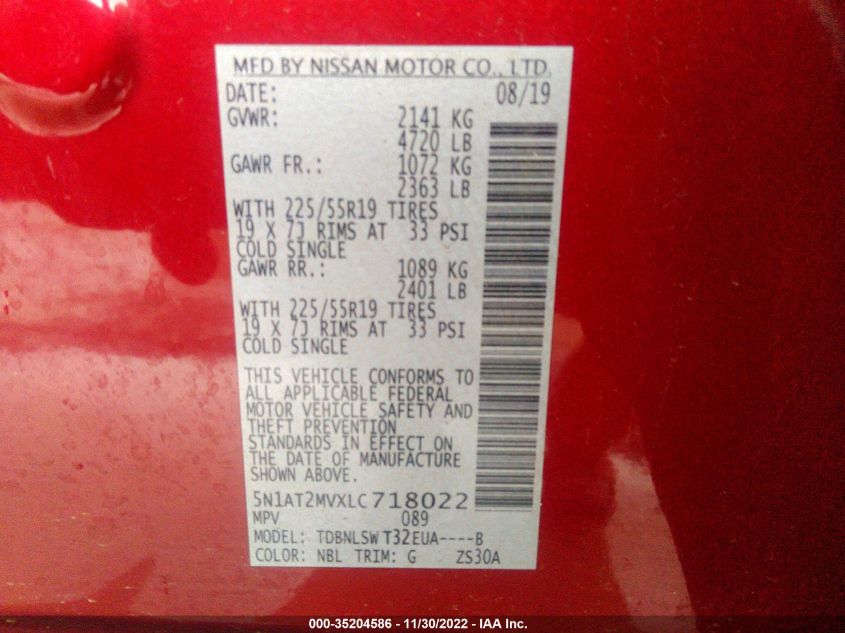 MFD BY NISSAN MOTOR CO., LTD.
DATE: 08/19
GVWR: 2141 KG
4720 LB
GAWR FR.: 1072 KG
2363 LB
WITH 225/55R19 TIRES
19 X 7J RIMS AT 33 PSI
COLD SINGLE
GAWR RR.: 1089 KG
2401 LB
WITH 225/55R19 TIRES
19 X 7J RIMS AT 33 PSI
COLD SINGLE
THIS VEHICLE CONFORMS TO
ALL APPLICABLE FEDERAL
MOTOR VEHICLE SAFETY AND
THEFT PREVENTION
STANDARDS IN EFFECT ON
THE DATE OF MANUFACTURE
SHOWN ABOVE.
5N1AT2MVXLC718022
MPV 089
MODEL: TDBNLSW T32EUA----B
COLOR: NBL TRIM: G ZS30A
000-35204586 - 11/30/2022 - IAA Inc.